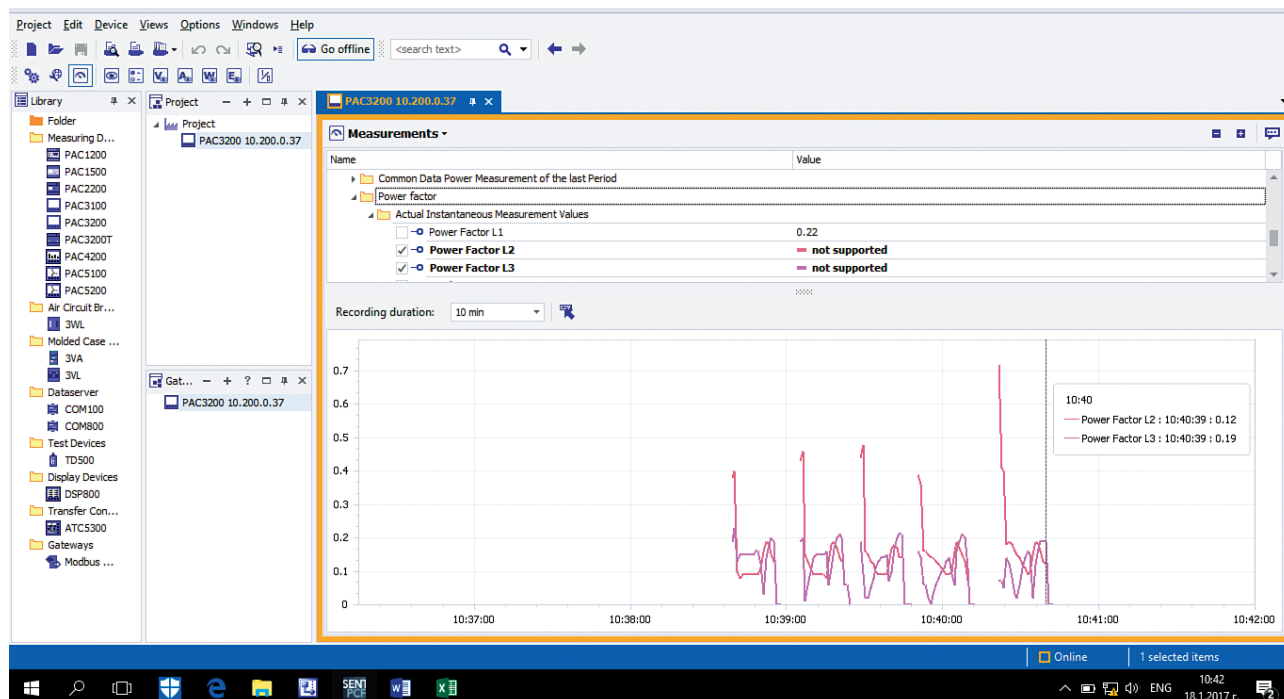 Project Edit Device Views Options Windows Help
Go offline <search text>
Library
Folder
Measuring D...
PAC1200
PAC1500
PAC2200
PAC3100
PAC3200
PAC3200T
PAC4200
PAC5100
PAC5200
Air Circuit Br...
3WL
Molded Case ...
3VA
3VL
Dataserver
COM100
COM800
Test Devices
TD500
Display Devices
DSP800
Transfer Con...
ATC5300
Gateways
Modbus ...
Project
Project
PAC3200 10.200.0.37
Gat...
PAC3200 10.200.0.37
PAC3200 10.200.0.37
Measurements
Name Value
Common Data Power Measurement of the last Period
Power factor
Actual Instantaneous Measurement Values
Power Factor L1 0.22
Power Factor L2 not supported
Power Factor L3 not supported
Recording duration: 10 min
0.7
0.6
0.5
0.4
0.3
0.2
0.1
0
10:37:00 10:38:00 10:39:00 10:40:00 10:41:00 10:42:00
10:40
Power Factor L2 : 10:40:39 : 0.12
Power Factor L3 : 10:40:39 : 0.19
Online 1 selected items
SENT
PCF
ENG
10:42
18.1.2017 г.